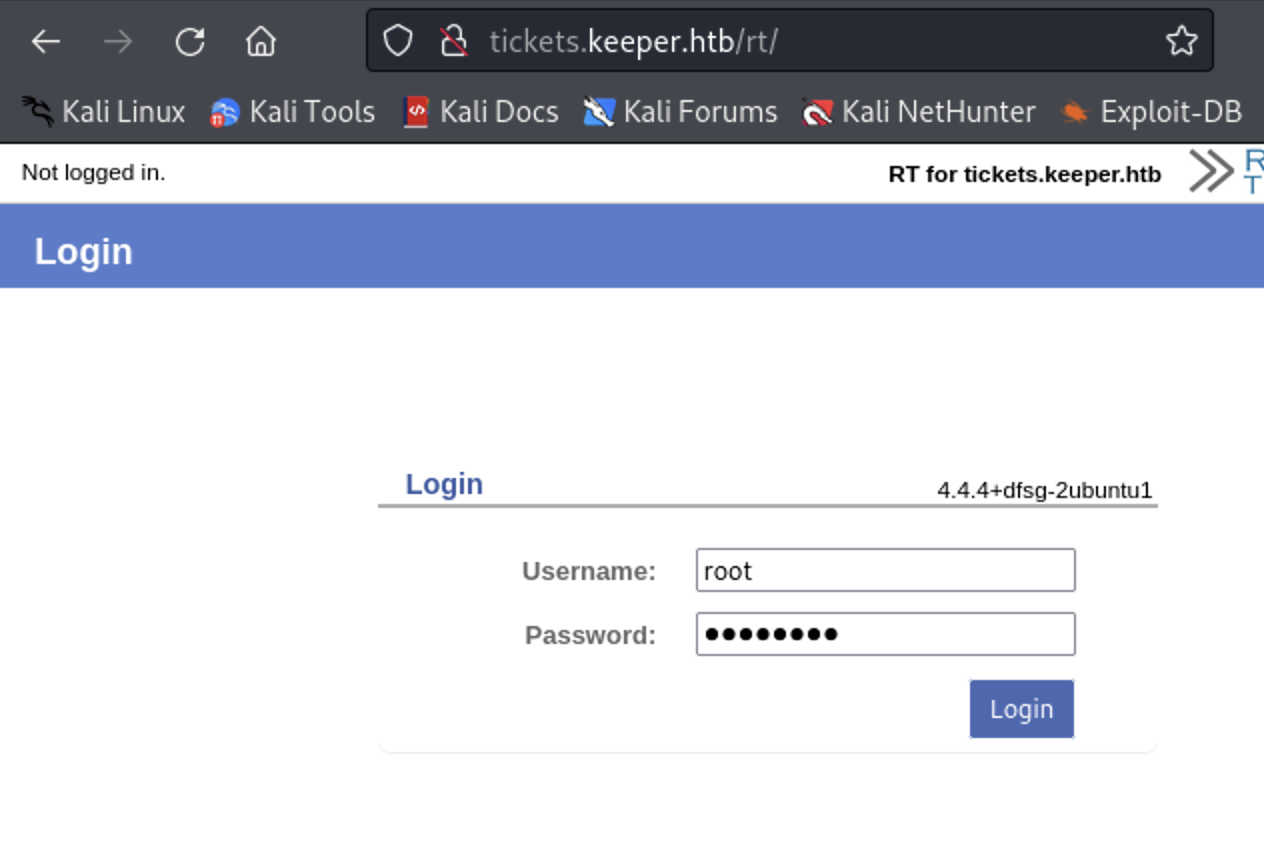 tickets.keeper.htb/rt/
Kali Linux Kali Tools Kali Docs Kali Forums Kali NetHunter Exploit-DB
Not logged in. RT for tickets.keeper.htb
Login
Login 4.4.4+dfsg-2ubuntu1
Username: root
Password: ••••••••
Login